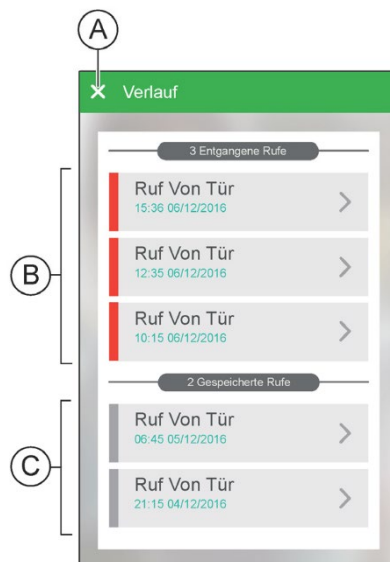 A
Verlauf
3 Entgangene Rufe
Ruf Von Tür
15:36 06/12/2016
B
Ruf Von Tür
12:35 06/12/2016
Ruf Von Tür
10:15 06/12/2016
2 Gespeicherte Rufe
Ruf Von Tür
06:45 05/12/2016
C
Ruf Von Tür
21:15 04/12/2016